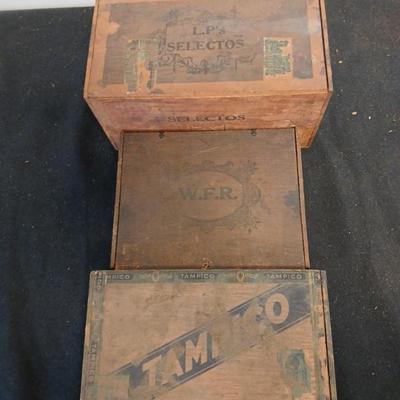 L.P's
SELECTOS
SELECTOS
W.F.R.
TAMPICO TAMPICO TAMPICO
TAMPICO